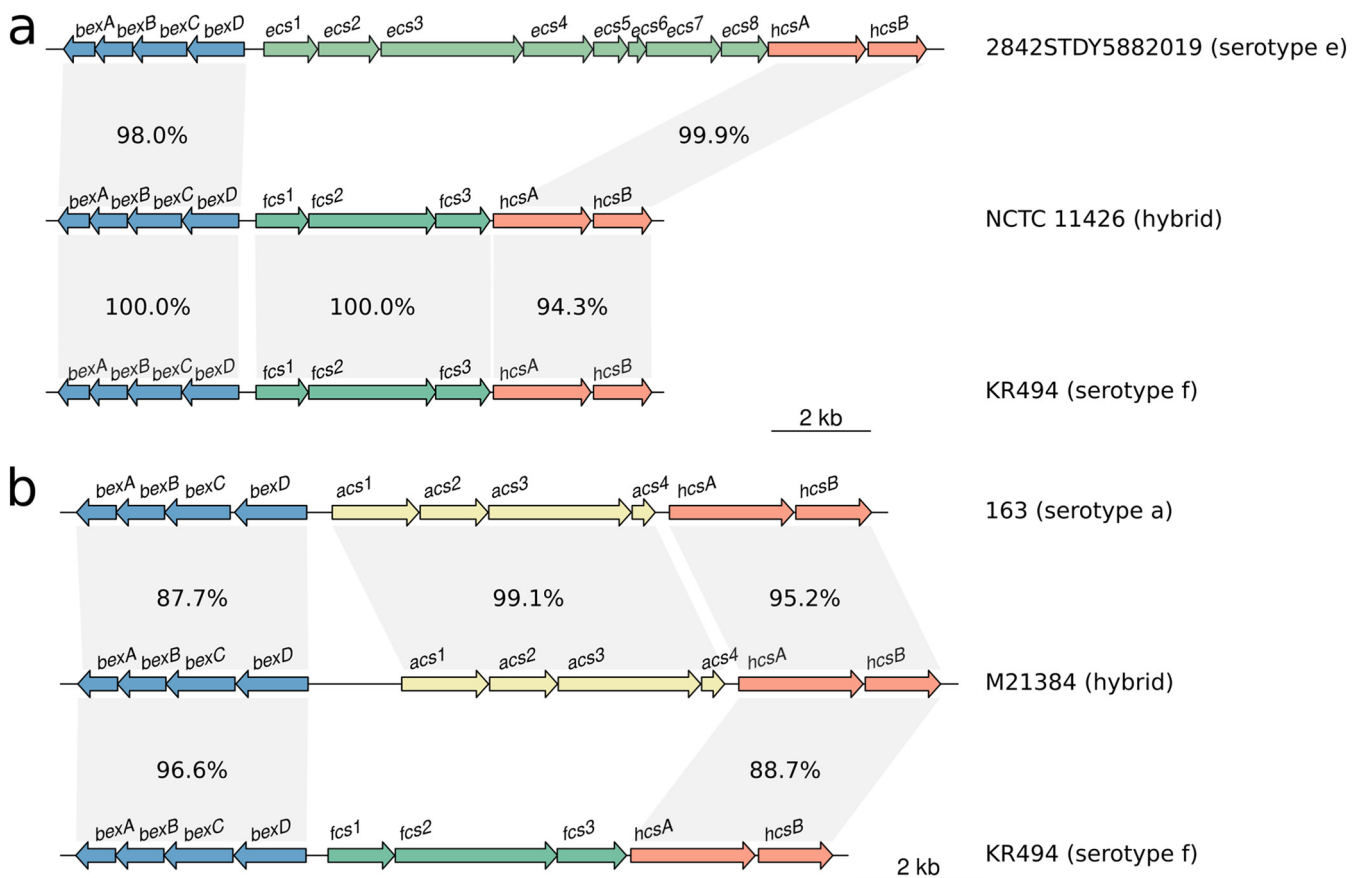 a
bexA bexB bexC bexD ecs1 ecs2 ecs3 ecs4 ecs5 ecs6 ecs7 ecs8 hcsA hcsB
2842STDY5882019 (serotype e)
98.0% 99.9%
bexA bexB bexC bexD fcs1 fcs2 fcs3 hcsA hcsB
NCTC 11426 (hybrid)
100.0% 100.0% 94.3%
bexA bexB bexC bexD fcs1 fcs2 fcs3 hcsA hcsB
KR494 (serotype f)
2 kb
b
bexA bexB bexC bexD acs1 acs2 acs3 acs4 hcsA hcsB
163 (serotype a)
87.7% 99.1% 95.2%
bexA bexB bexC bexD acs1 acs2 acs3 acs4 hcsA hcsB
M21384 (hybrid)
96.6% 88.7%
bexA bexB bexC bexD fcs1 fcs2 fcs3 hcsA hcsB
KR494 (serotype f)
2 kb